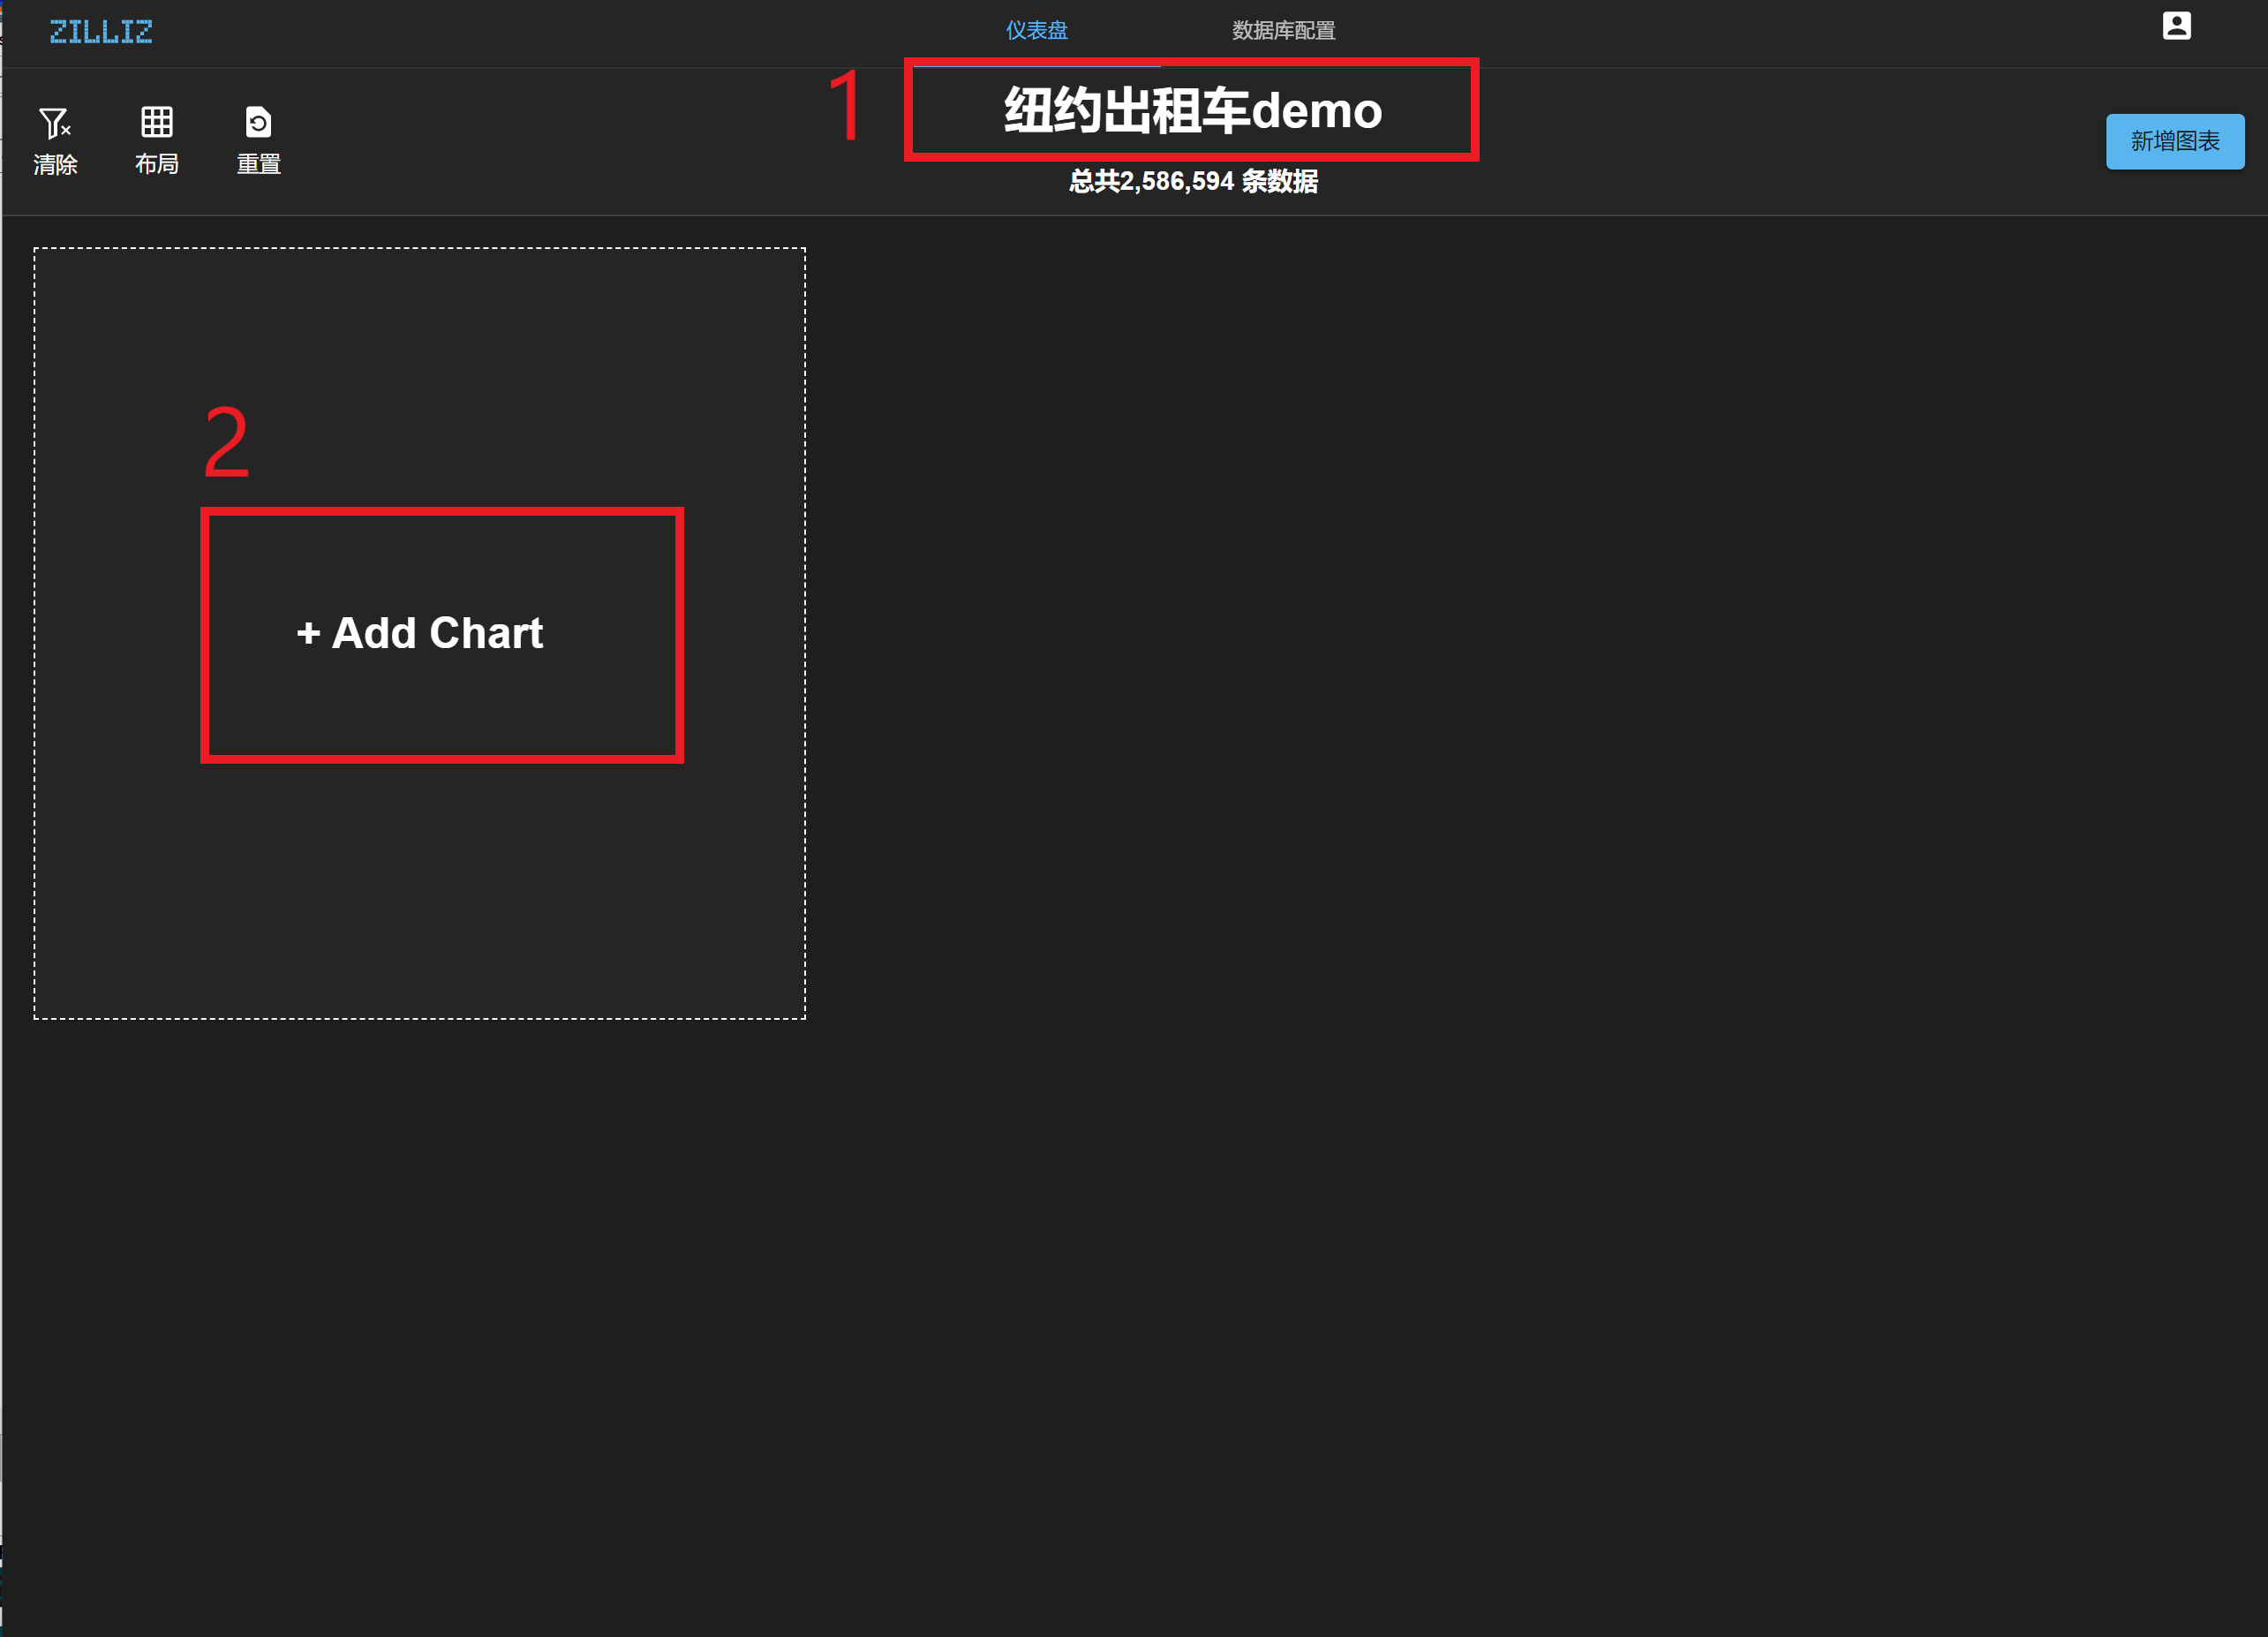 ZILLIZ
仪表盘
数据库配置
1
纽约出租车demo
清除
布局
重置
新增图表
总共2,586,594 条数据
2
+ Add Chart